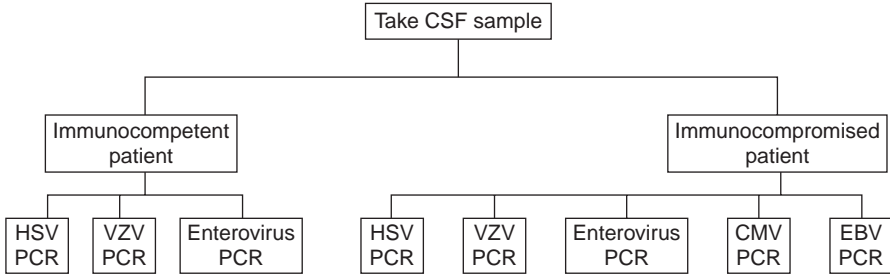 Take CSF sample
Immunocompetent
patient
Immunocompromised
patient
HSV
PCR
VZV
PCR
Enterovirus
PCR
HSV
PCR
VZV
PCR
Enterovirus
PCR
CMV
PCR
EBV
PCR